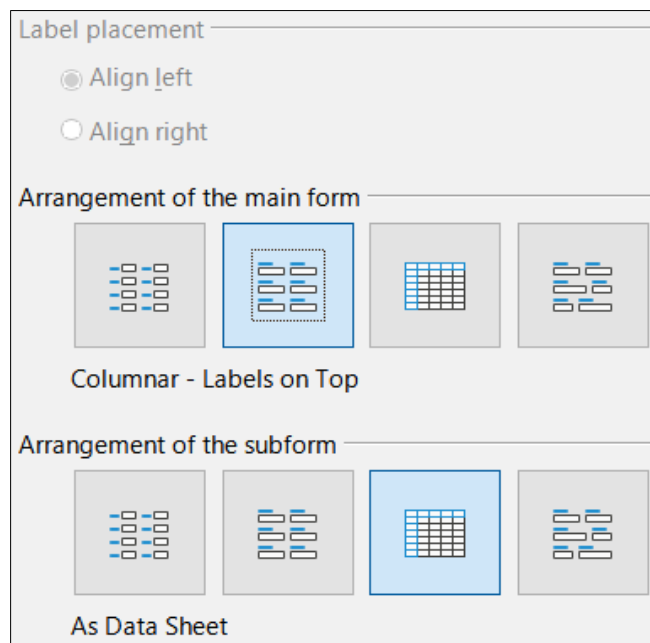 Label placement
Align left
Align right
Arrangement of the main form
Columnar - Labels on Top
Arrangement of the subform
As Data Sheet